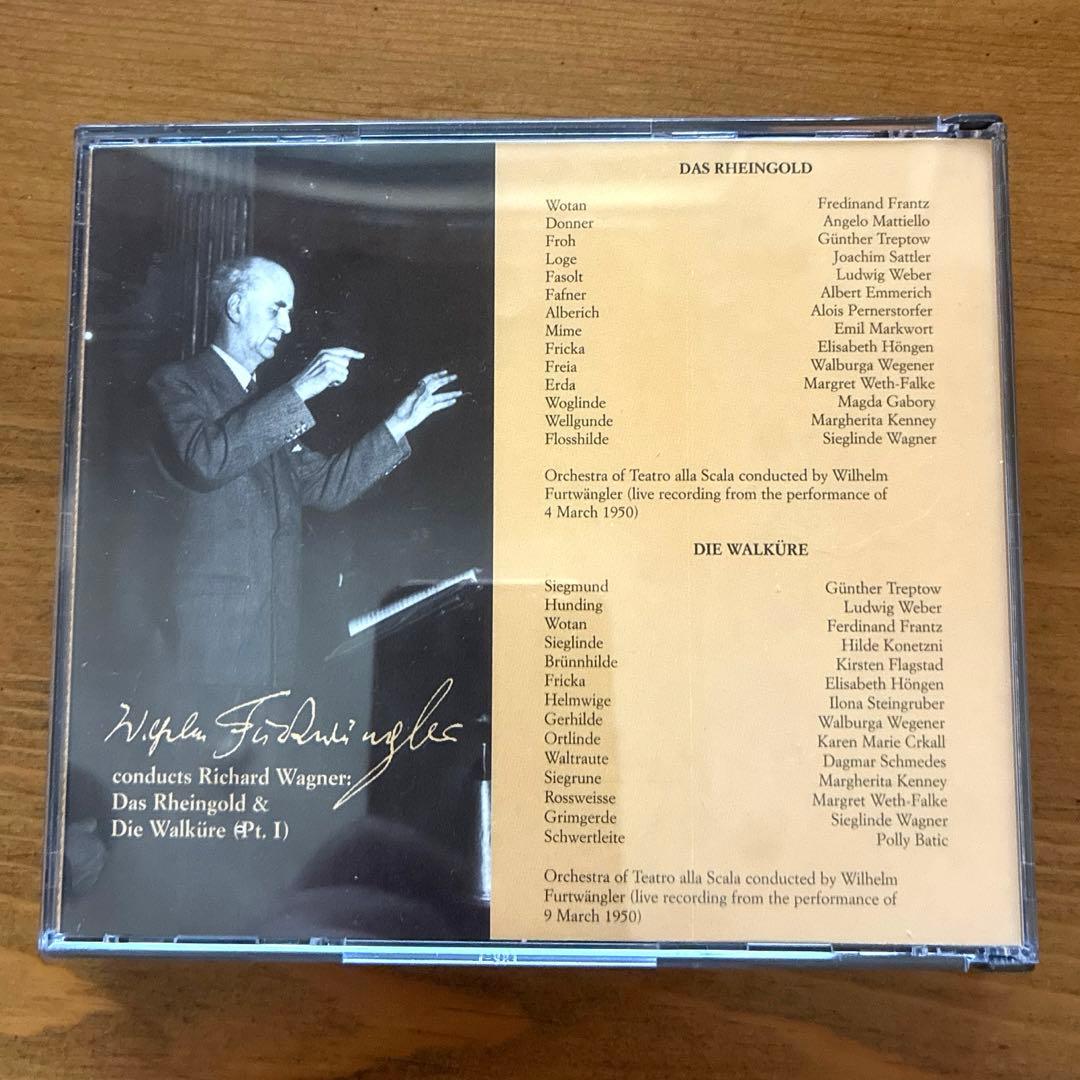 Wilhelm Furtwängler
conducts Richard Wagner:
Das Rheingold &
Die Walküre (Pt. I)
DAS RHEINGOLD
Wotan Fredinand Frantz
Donner Angelo Mattiello
Froh Günther Treptow
Loge Joachim Sattler
Fasolt Ludwig Weber
Fafner Albert Emmerich
Alberich Alois Pernerstorfer
Mime Emil Markwort
Fricka Elisabeth Höngen
Freia Walburga Wegener
Erda Margret Weth-Falke
Woglinde Magda Gabory
Wellgunde Margherita Kenney
Flosshilde Sieglinde Wagner
Orchestra of Teatro alla Scala conducted by Wilhelm
Furtwängler (live recording from the performance of
4 March 1950)
DIE WALKÜRE
Siegmund Günther Treptow
Hunding Ludwig Weber
Wotan Ferdinand Frantz
Sieglinde Hilde Konetzni
Brünnhilde Kirsten Flagstad
Fricka Elisabeth Höngen
Helmwige Ilona Steingruber
Gerhilde Walburga Wegener
Ortlinde Karen Marie Crkall
Waltraute Dagmar Schmedes
Siegrune Margherita Kenney
Rossweisse Margret Weth-Falke
Grimgerde Sieglinde Wagner
Schwertleite Polly Batic
Orchestra of Teatro alla Scala conducted by Wilhelm
Furtwängler (live recording from the performance of
9 March 1950)